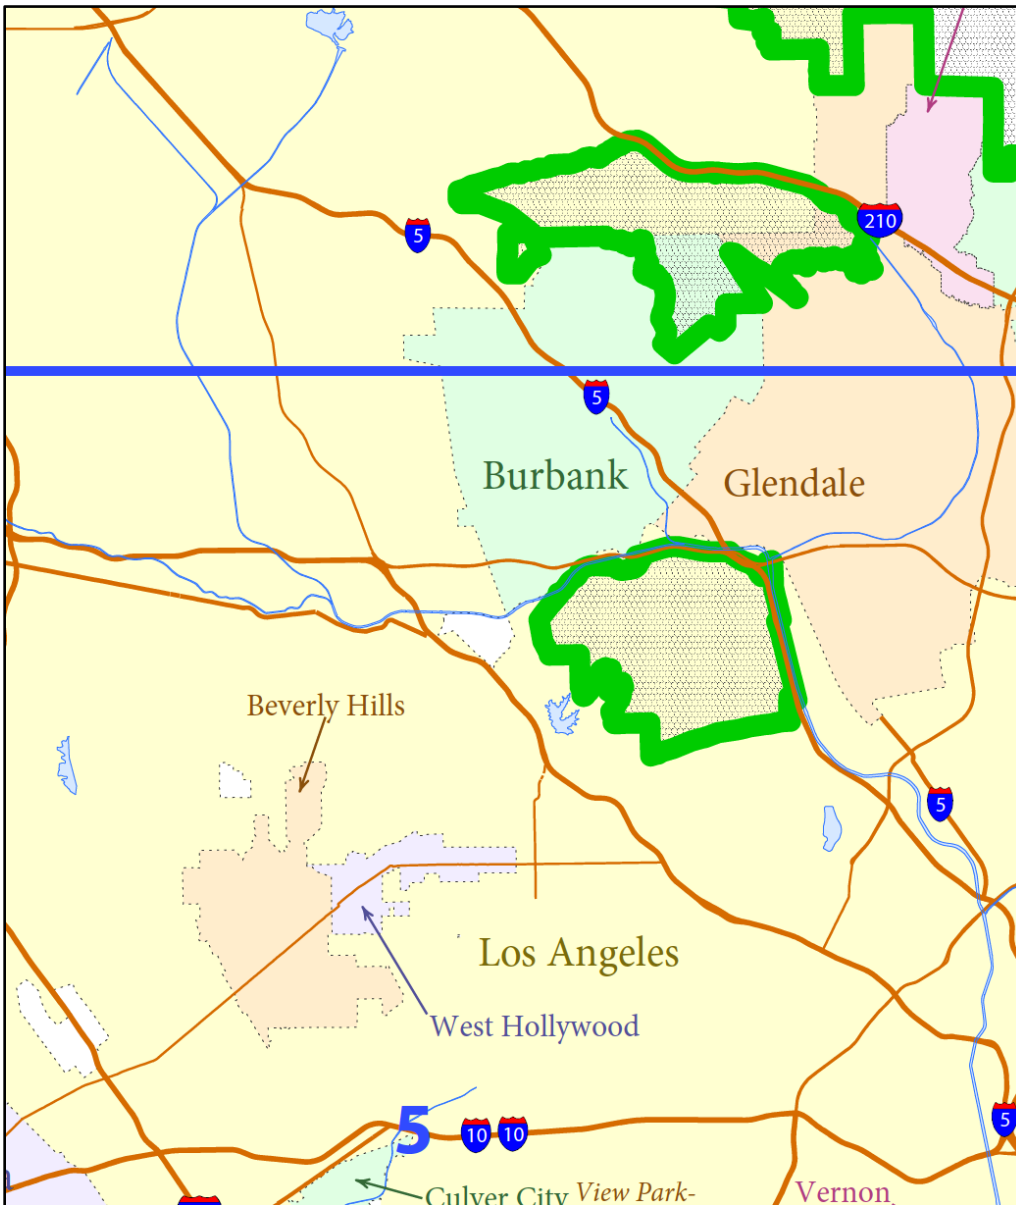 210
5
5
Burbank
Glendale
Beverly Hills
5
Los Angeles
West Hollywood
5
10
10
5
Culver City
View Park-
Vernon